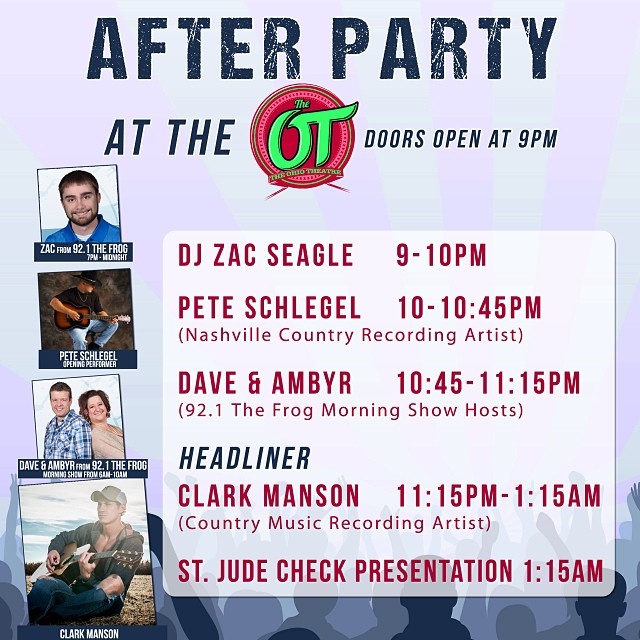 AFTER PARTY
AT THE
The
OT
THE OHIO THEATRE
DOORS OPEN AT 9PM
ZAC FROM 92.1 THE FROG
7PM - MIDNIGHT
PETE SCHLEGEL
OPENING PERFORMER
DAVE & AMBYR FROM 92.1 THE FROG
MORNING SHOW FROM 6AM-10AM
CLARK MANSON
DJ ZAC SEAGLE 9-10PM
PETE SCHLEGEL 10-10:45PM
(Nashville Country Recording Artist)
DAVE & AMBYR 10:45-11:15PM
(92.1 The Frog Morning Show Hosts)
HEADLINER
CLARK MANSON 11:15PM-1:15AM
(Country Music Recording Artist)
ST. JUDE CHECK PRESENTATION 1:15AM